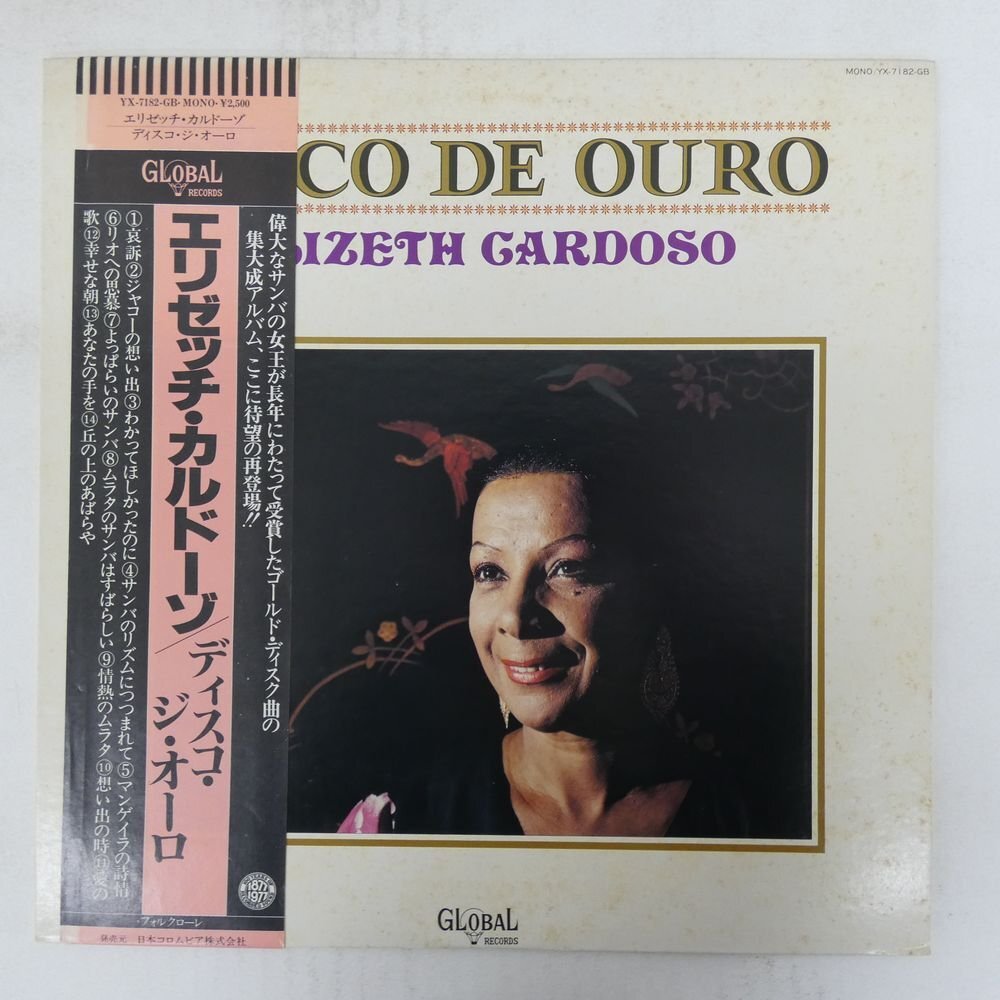 MONO YX-7182-GB
YX-7182-GB・MONO・¥2,500
エリゼッチ・カルドーゾ
ディスコ・ジ・オーロ
GLOBAL
RECORDS
CO DE OURO
IZETH CARDOSO
偉大なサンバの女王が長年にわたって受賞したゴールド・ディスク曲の
集大成アルバム、ここに待望の再登場!!
エリゼッチ・カルドーゾ/ディスコ・
ジ・オーロ
①哀訴②ジャコーの想い出③わかってほしかったのに④サンバのリズムにつつまれて⑤マンゲイラの詩情
⑥リオへの思慕⑦よっぱらいのサンバ⑧ムラタのサンバはすばらしい⑨情熱のムラタ⑩想い出の時⑪愛の
歌⑫幸せな朝⑬あなたの手を⑭丘の上のあばらや
1877
1977
・フォルクローレ
発売元 日本コロムビア株式会社
GLOBAL
RECORDS